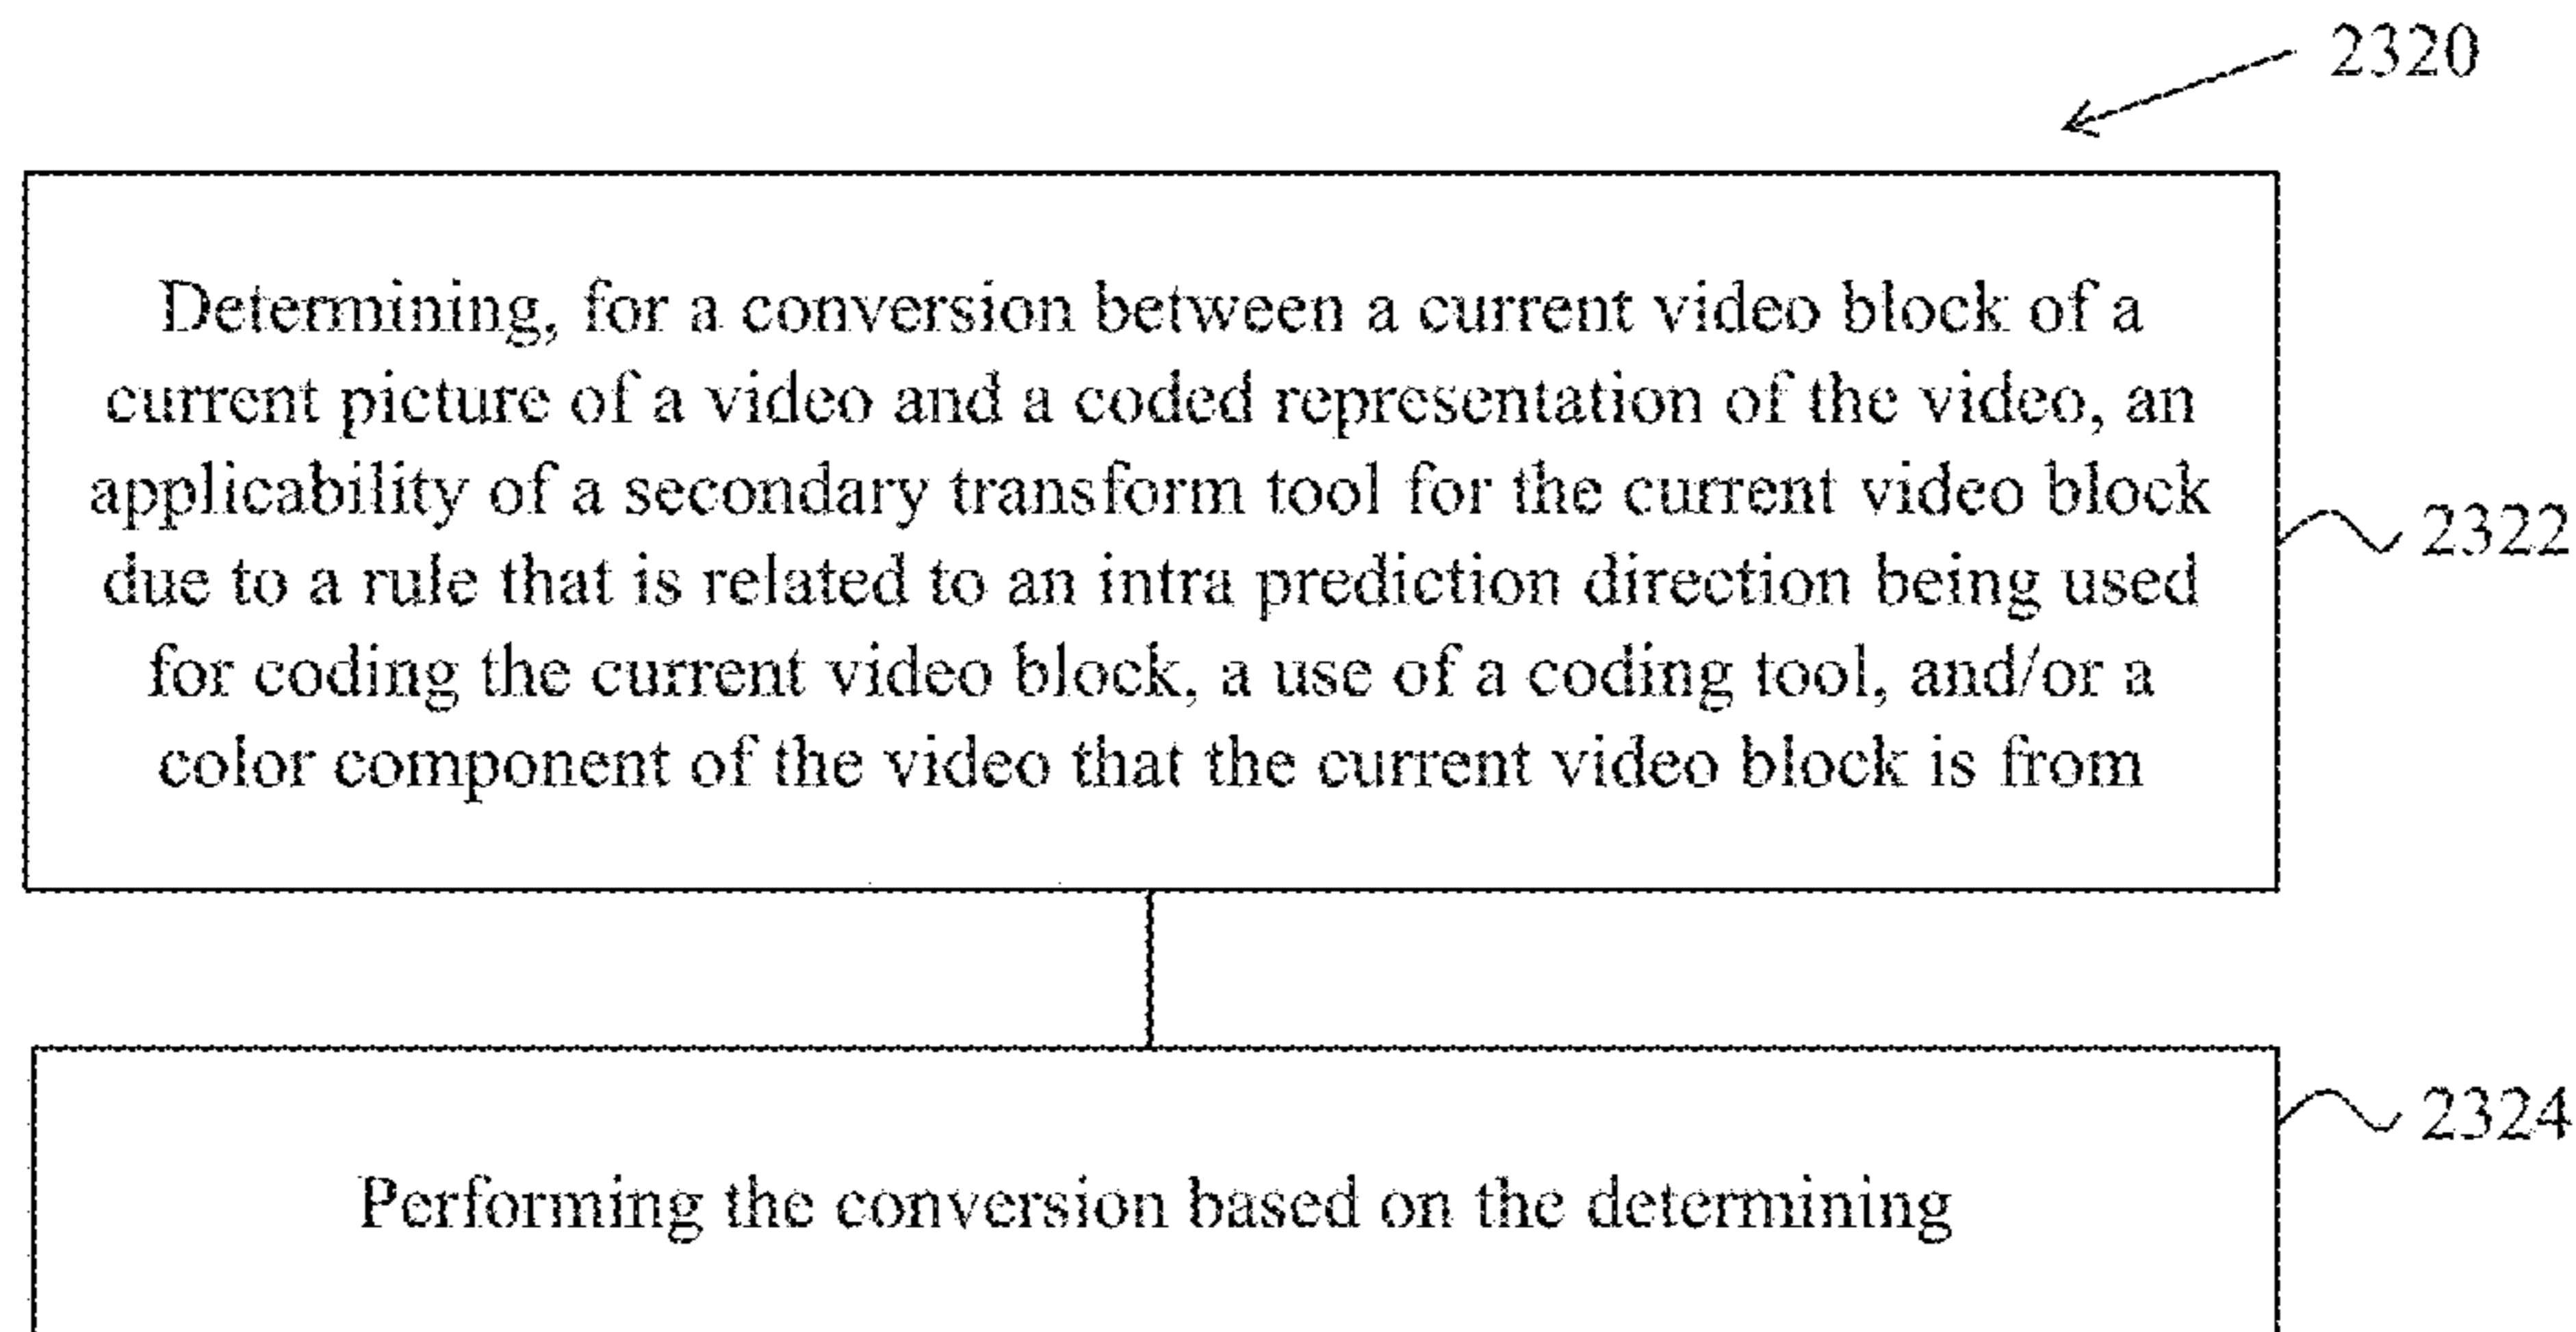 2320
Determining, for a conversion between a current video block of a
current picture of a video and a coded representation of the video, an
applicability of a secondary transform tool for the current video block
due to a rule that is related to an intra prediction direction being used
for coding the current video block, a use of a coding tool, and/or a
color component of the video that the current video block is from
2322
2324
Performing the conversion based on the determining